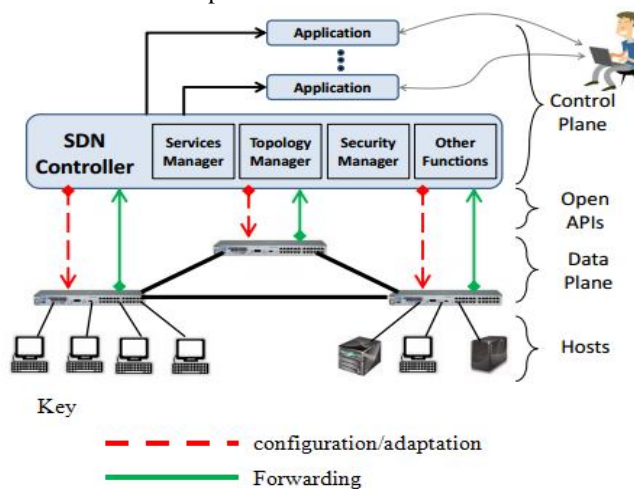 Application
Application
Control
Plane
SDN
Controller
Services
Manager
Topology
Manager
Security
Manager
Other
Functions
Open
APIs
Data
Plane
Hosts
Key
configuration/adaptation
Forwarding